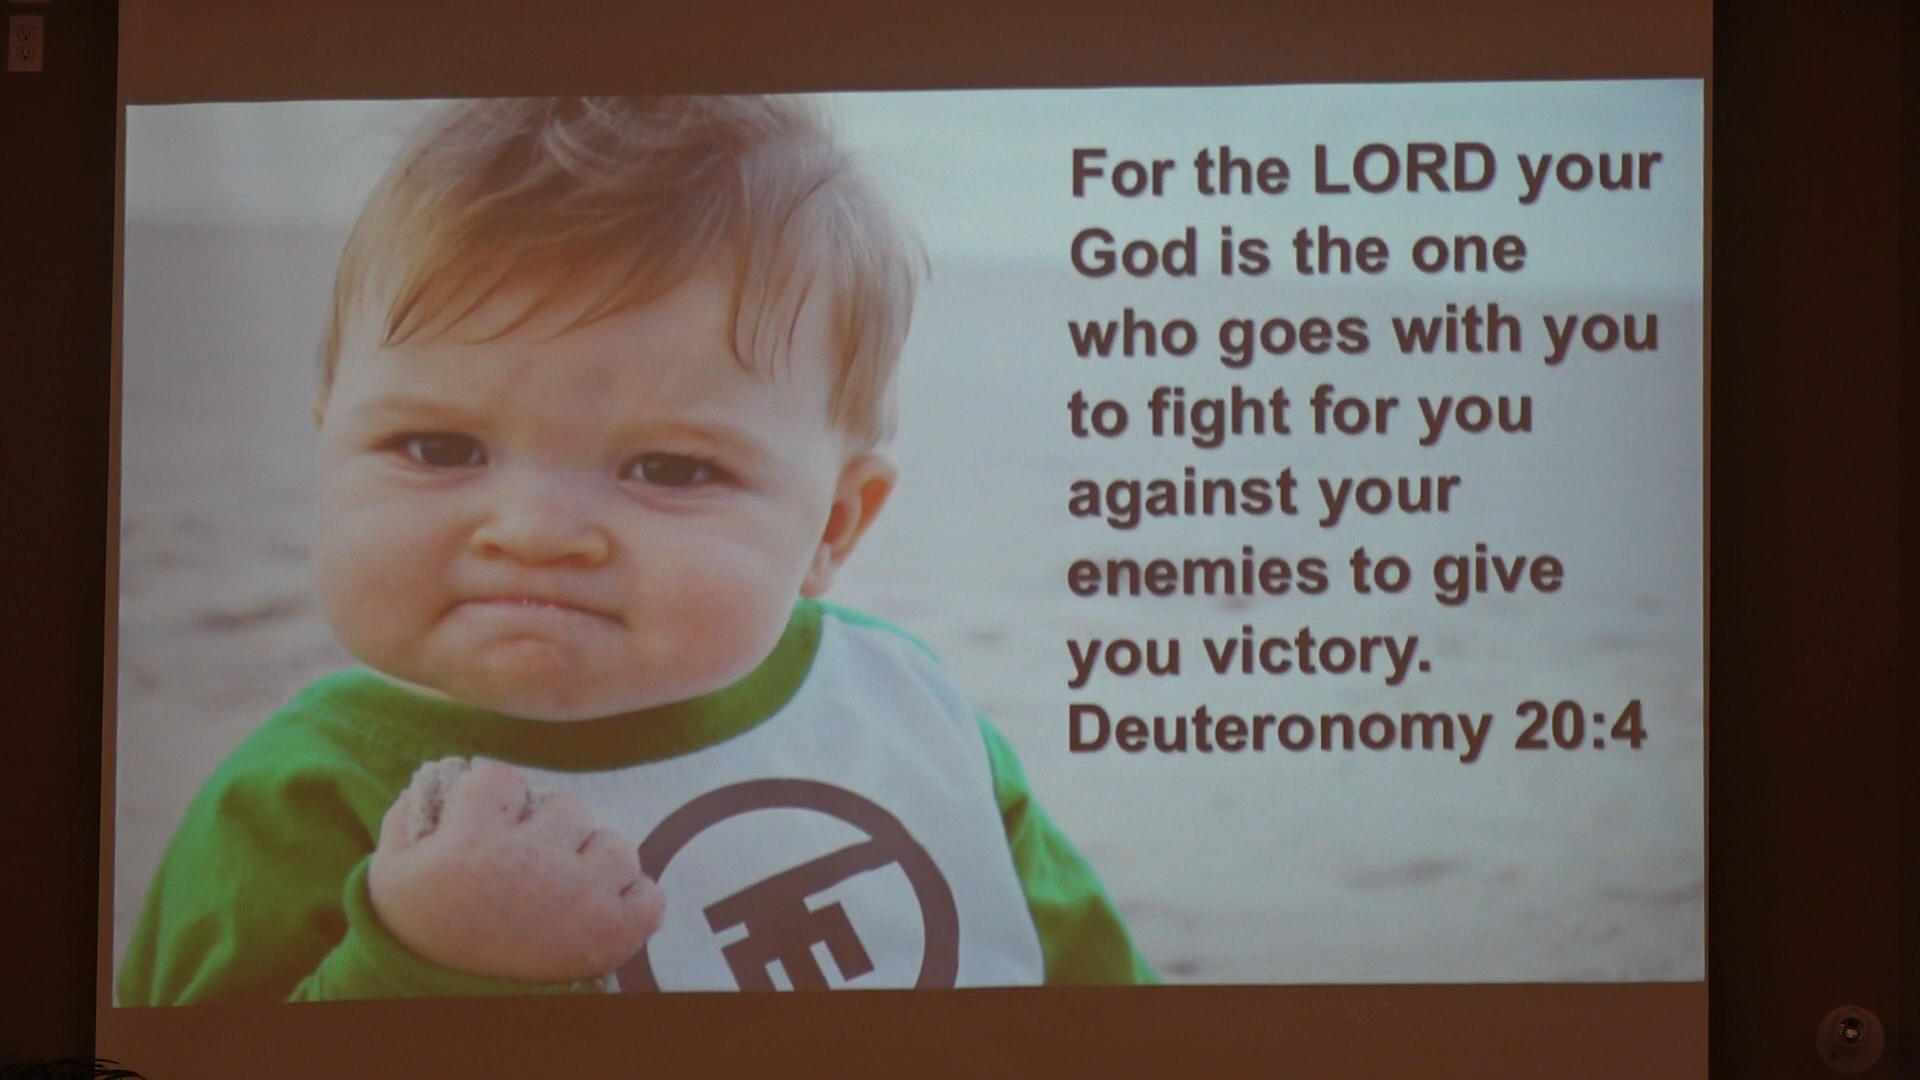 For the LORD your
God is the one
who goes with you
to fight for you
against your
enemies to give
you victory.
Deuteronomy 20:4